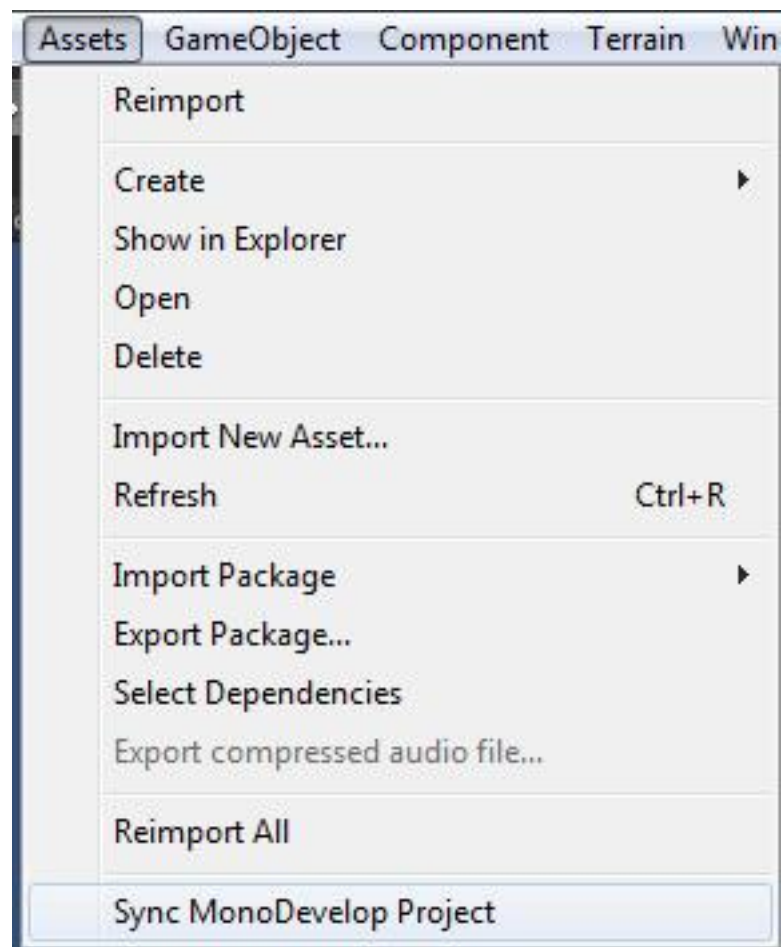 Assets GameObject Component Terrain Win
Reimport
Create
Show in Explorer
Open
Delete
Import New Asset...
Refresh Ctrl+R
Import Package
Export Package...
Select Dependencies
Export compressed audio file...
Reimport All
Sync MonoDevelop Project